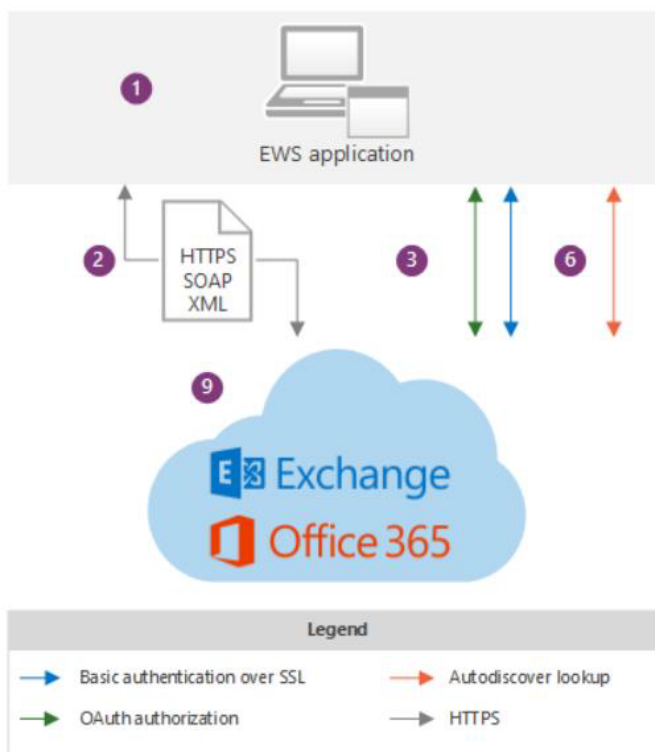 1
EWS application
2
HTTPS
SOAP
XML
3
6
9
E Exchange
Office 365
Legend
Basic authentication over SSL
Autodiscover lookup
OAuth authorization
HTTPS